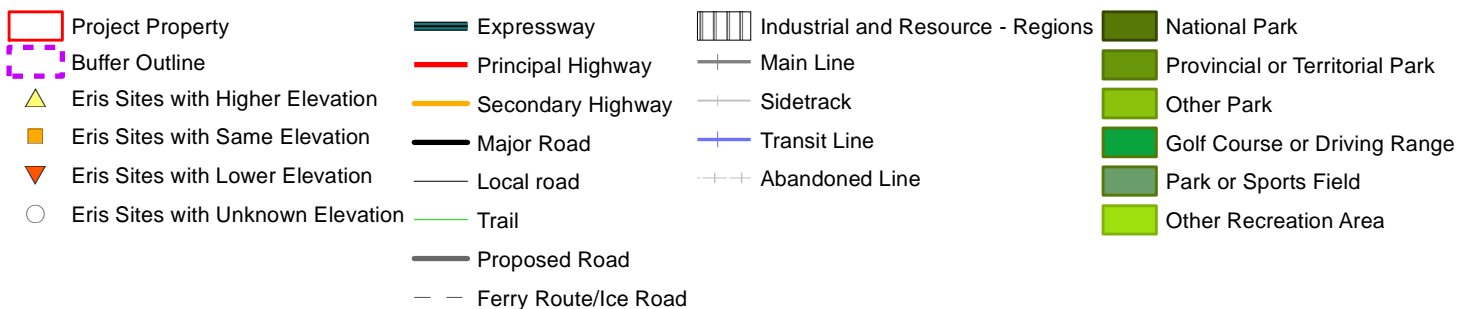 Project Property
Buffer Outline
Eris Sites with Higher Elevation
Eris Sites with Same Elevation
Eris Sites with Lower Elevation
Eris Sites with Unknown Elevation
Expressway
Principal Highway
Secondary Highway
Major Road
Local road
Trail
Proposed Road
Ferry Route/Ice Road
Industrial and Resource - Regions
Main Line
Sidetrack
Transit Line
Abandoned Line
National Park
Provincial or Territorial Park
Other Park
Golf Course or Driving Range
Park or Sports Field
Other Recreation Area